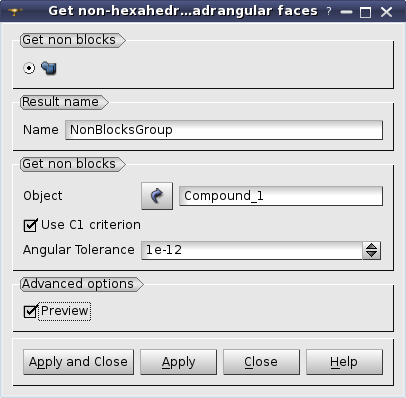 Get non-hexahedr...adrangular faces ?
Get non blocks
Result name
Name NonBlocksGroup
Get non blocks
Object Compound_1
Use C1 criterion
Angular Tolerance 1e-12
Advanced options
Preview
Apply and Close Apply Close Help